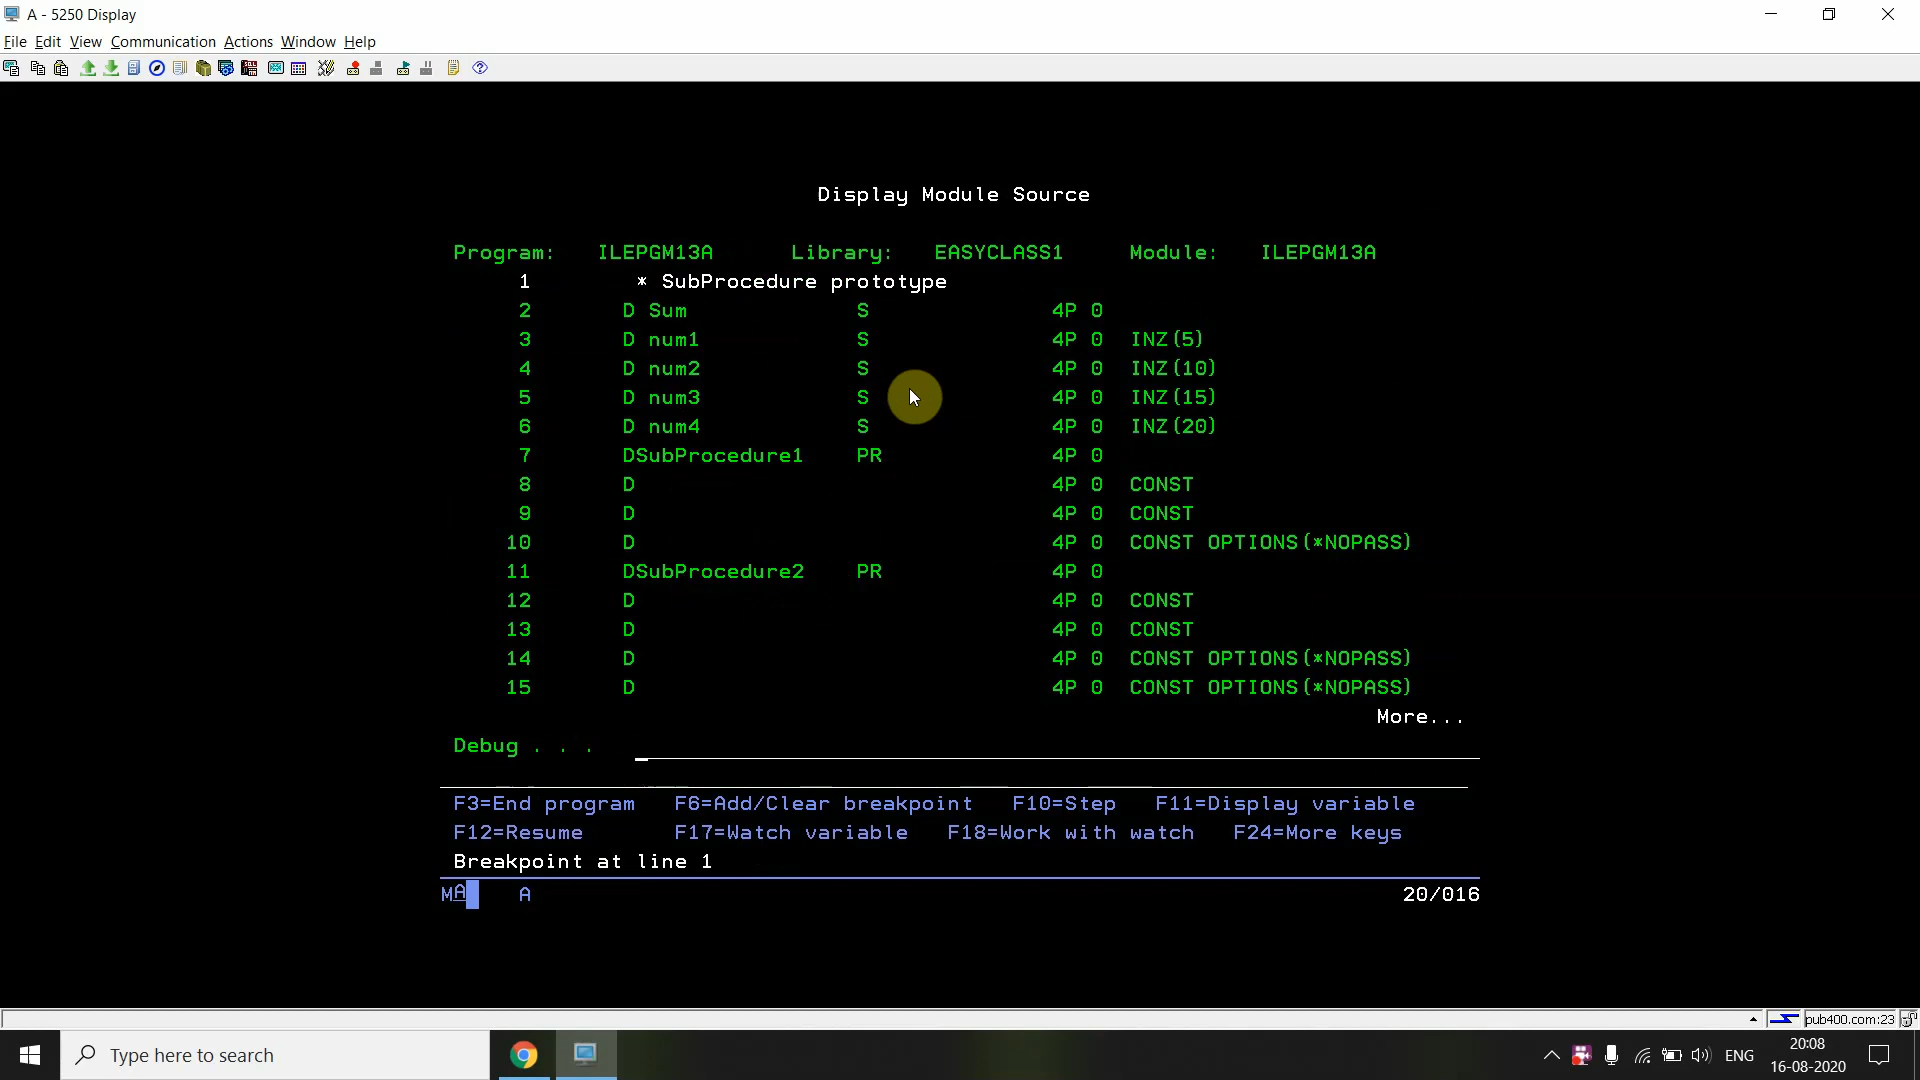 A - 5250 Display
File Edit View Communication Actions Window Help
Display Module Source
Program: ILEPGM13A Library: EASYCLASS1 Module: ILEPGM13A
1 * SubProcedure prototype
2 D Sum S 4P 0
3 D num1 S 4P 0 INZ(5)
4 D num2 S 4P 0 INZ(10)
5 D num3 S 4P 0 INZ(15)
6 D num4 S 4P 0 INZ(20)
7 DSubProcedure1 PR 4P 0
8 D 4P 0 CONST
9 D 4P 0 CONST
10 D 4P 0 CONST OPTIONS(*NOPASS)
11 DSubProcedure2 PR 4P 0
12 D 4P 0 CONST
13 D 4P 0 CONST
14 D 4P 0 CONST OPTIONS(*NOPASS)
15 D 4P 0 CONST OPTIONS(*NOPASS)
More...
Debug . . .
F3=End program F6=Add/Clear breakpoint F10=Step F11=Display variable
F12=Resume F17=Watch variable F18=Work with watch F24=More keys
Breakpoint at line 1
MA A 20/016
pub400.com:23
Type here to search
ENG
20:08
16-08-2020